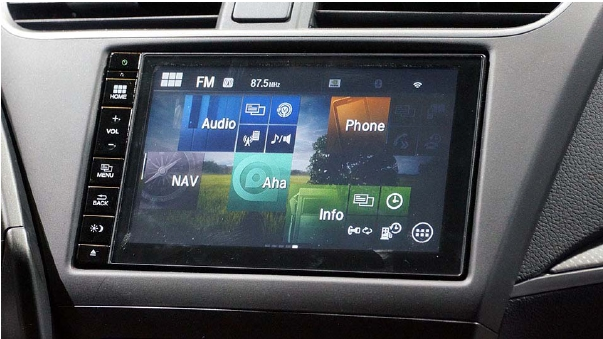 FM 87.5MHz
HOME
+
VOL
-
MENU
BACK
Audio
Phone
NAV
Aha
Info